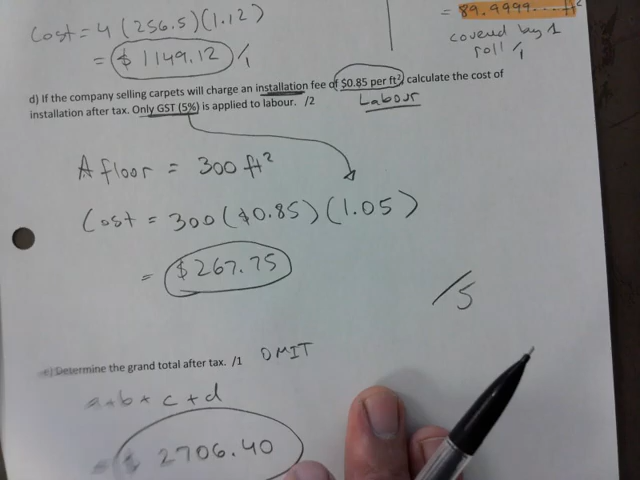 Cost = 4 (256.5)(1.12)
= $1149.12 /1
= 89.9999... ft²
covered by 1
roll /1
d) If the company selling carpets will charge an installation fee of $0.85 per ft², calculate the cost of
installation after tax. Only GST (5%) is applied to labour. /2
Labour
A floor = 300 ft²
Cost = 300 ($0.85)(1.05)
= $267.75
/5
e) Determine the grand total after tax. /1 OMIT
a+b+c+d
= $ 2706.40